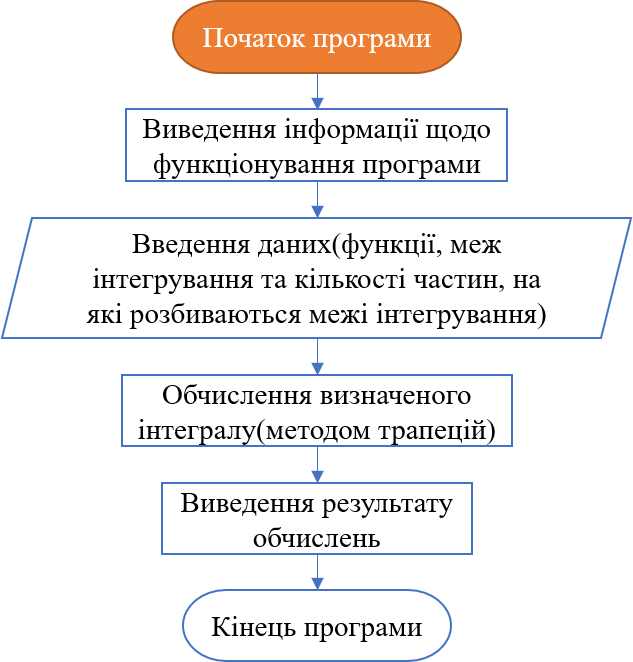 Початок програми
Виведення інформації щодо
функціонування програми
Введення даних(функції, меж
інтегрування та кількості частин, на
які розбиваються межі інтегрування)
Обчислення визначеного
інтегралу(методом трапецій)
Виведення результату
обчислень
Кінець програми